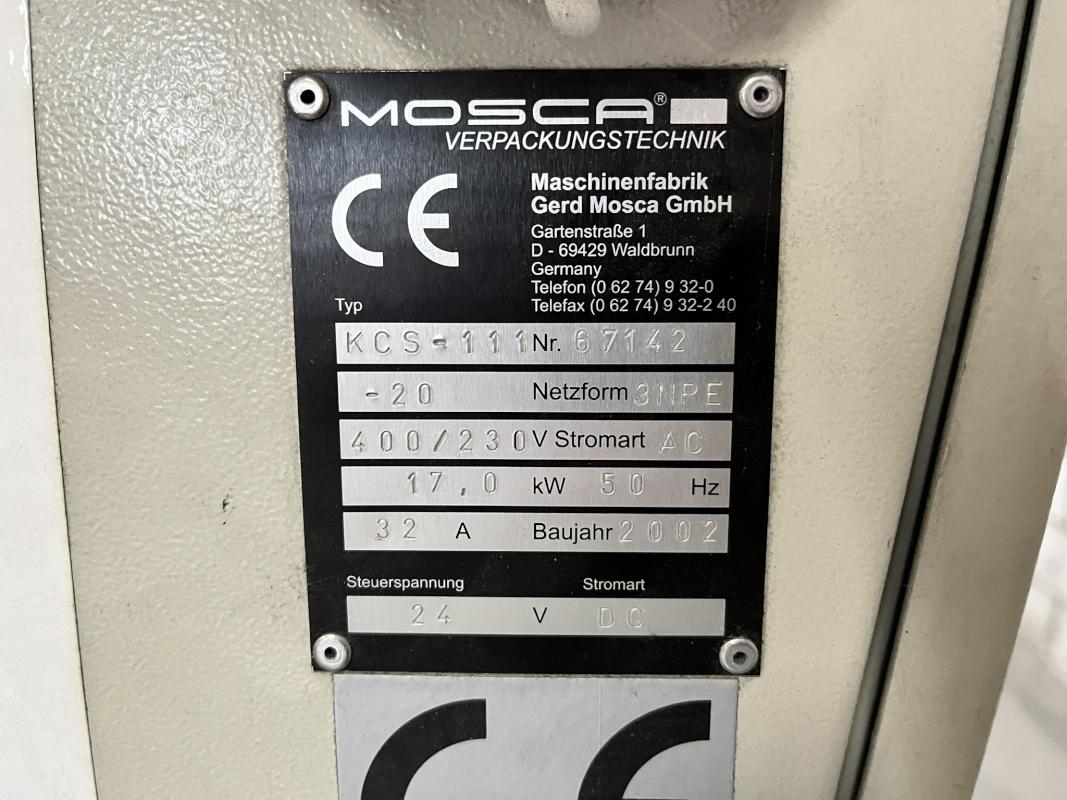 MOSCA®
VERPACKUNGSTECHNIK
CE
Maschinenfabrik
Gerd Mosca GmbH
Gartenstraße 1
D - 69429 Waldbrunn
Germany
Telefon (0 62 74) 9 32-0
Telefax (0 62 74) 9 32-2 40
Typ
KCS-111 Nr. 67142
-20 Netzform 3NPE
400/230 V Stromart AC
17,0 kW 50 Hz
32 A Baujahr 2002
Steuerspannung Stromart
24 V DC
CE